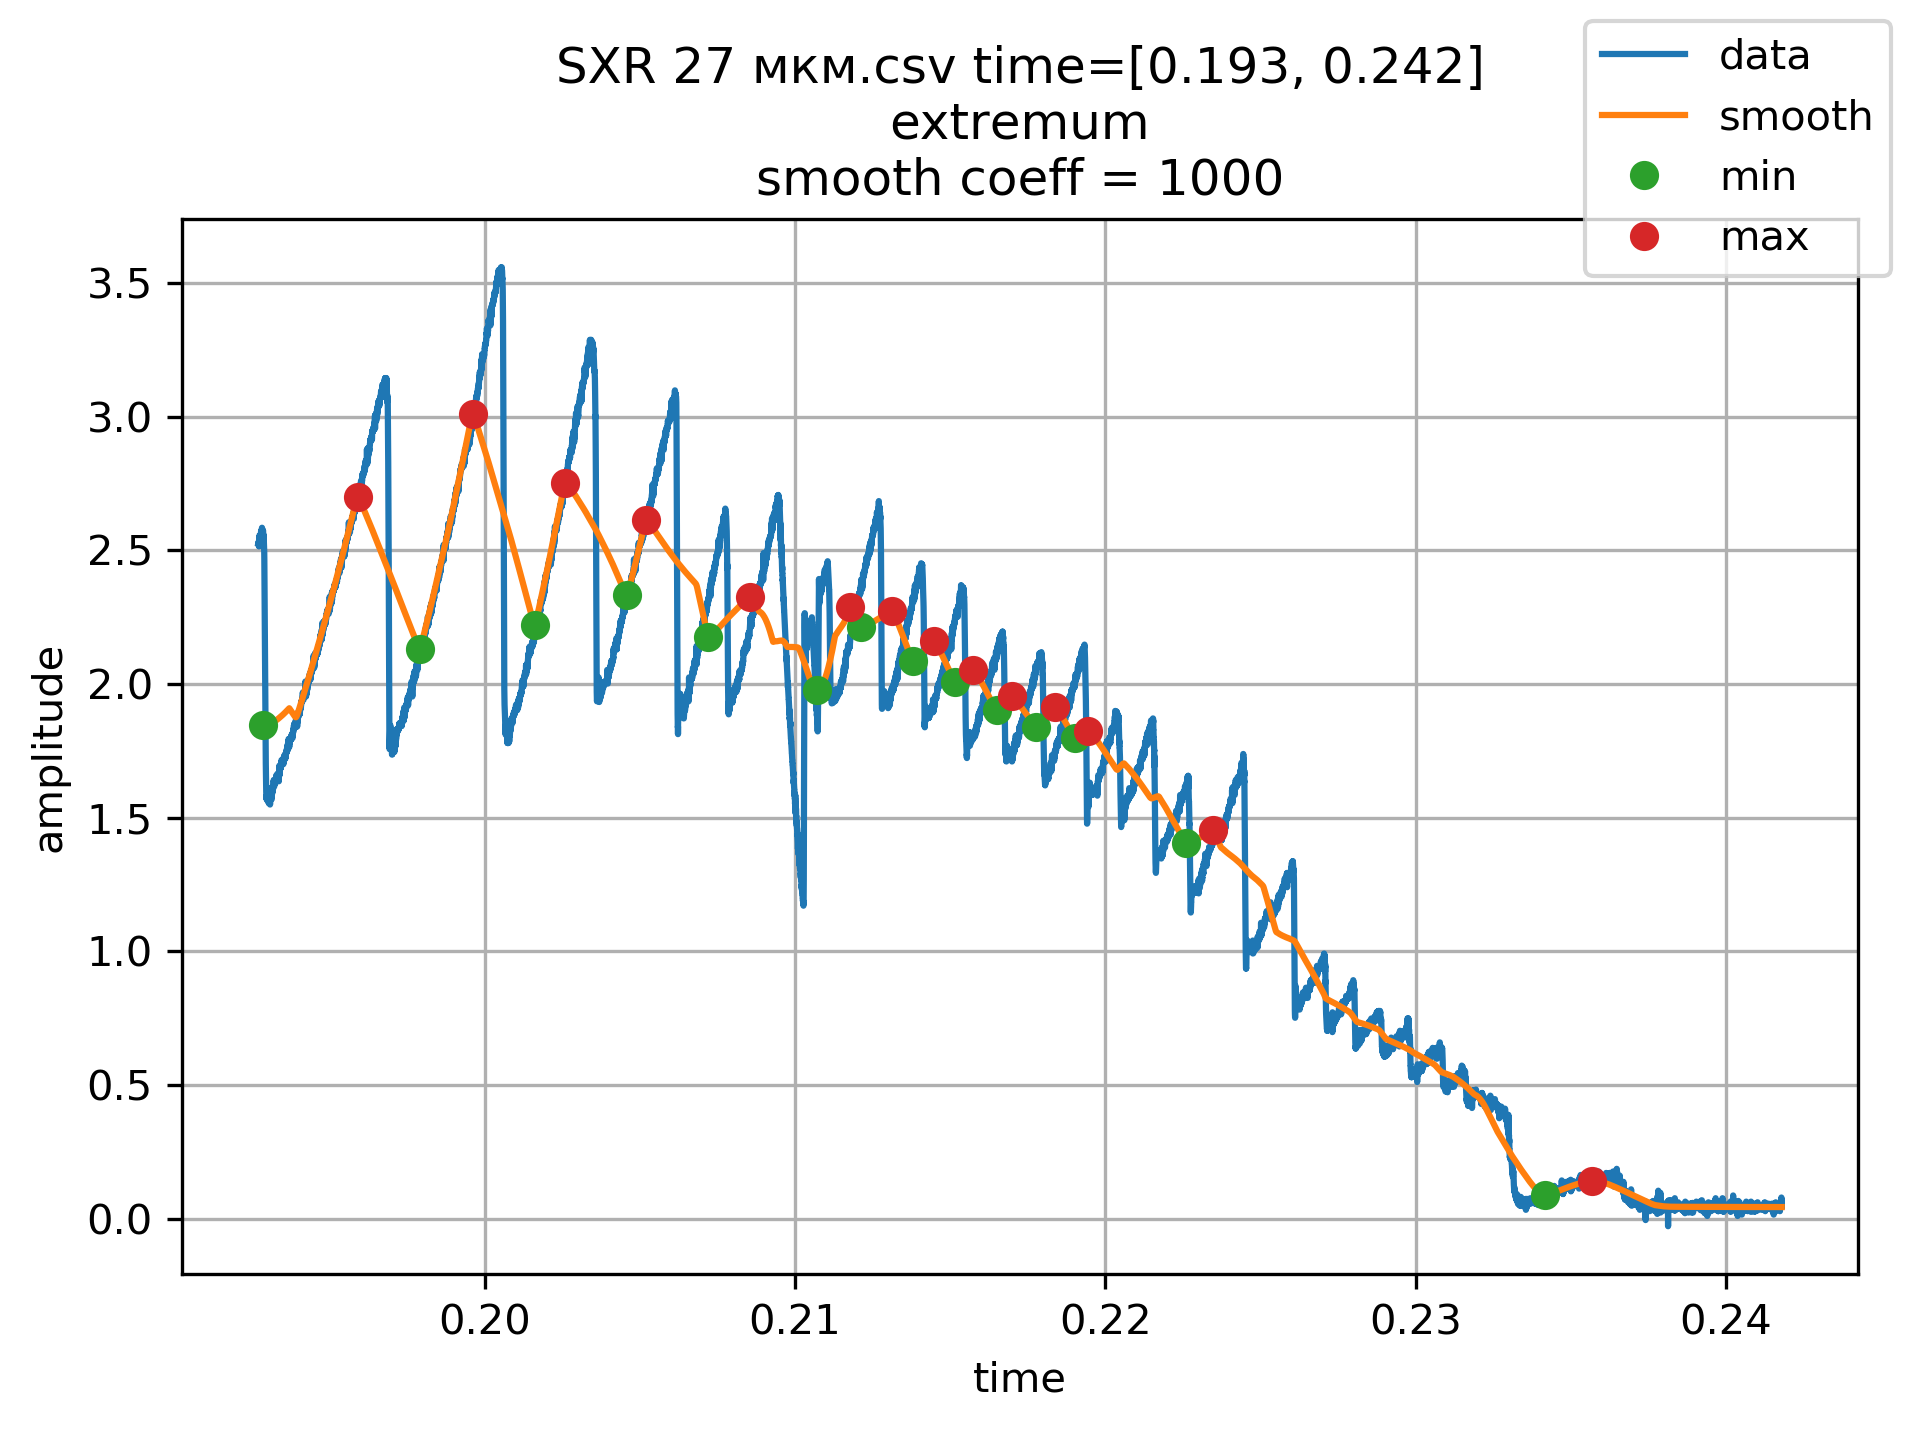 SXR 27 мкм.csv time=[0.193, 0.242]
extremum
smooth coeff = 1000
data
smooth
min
max
3.5
3.0
2.5
2.0
1.5
1.0
0.5
0.0
amplitude
0.20
0.21
0.22
0.23
0.24
time